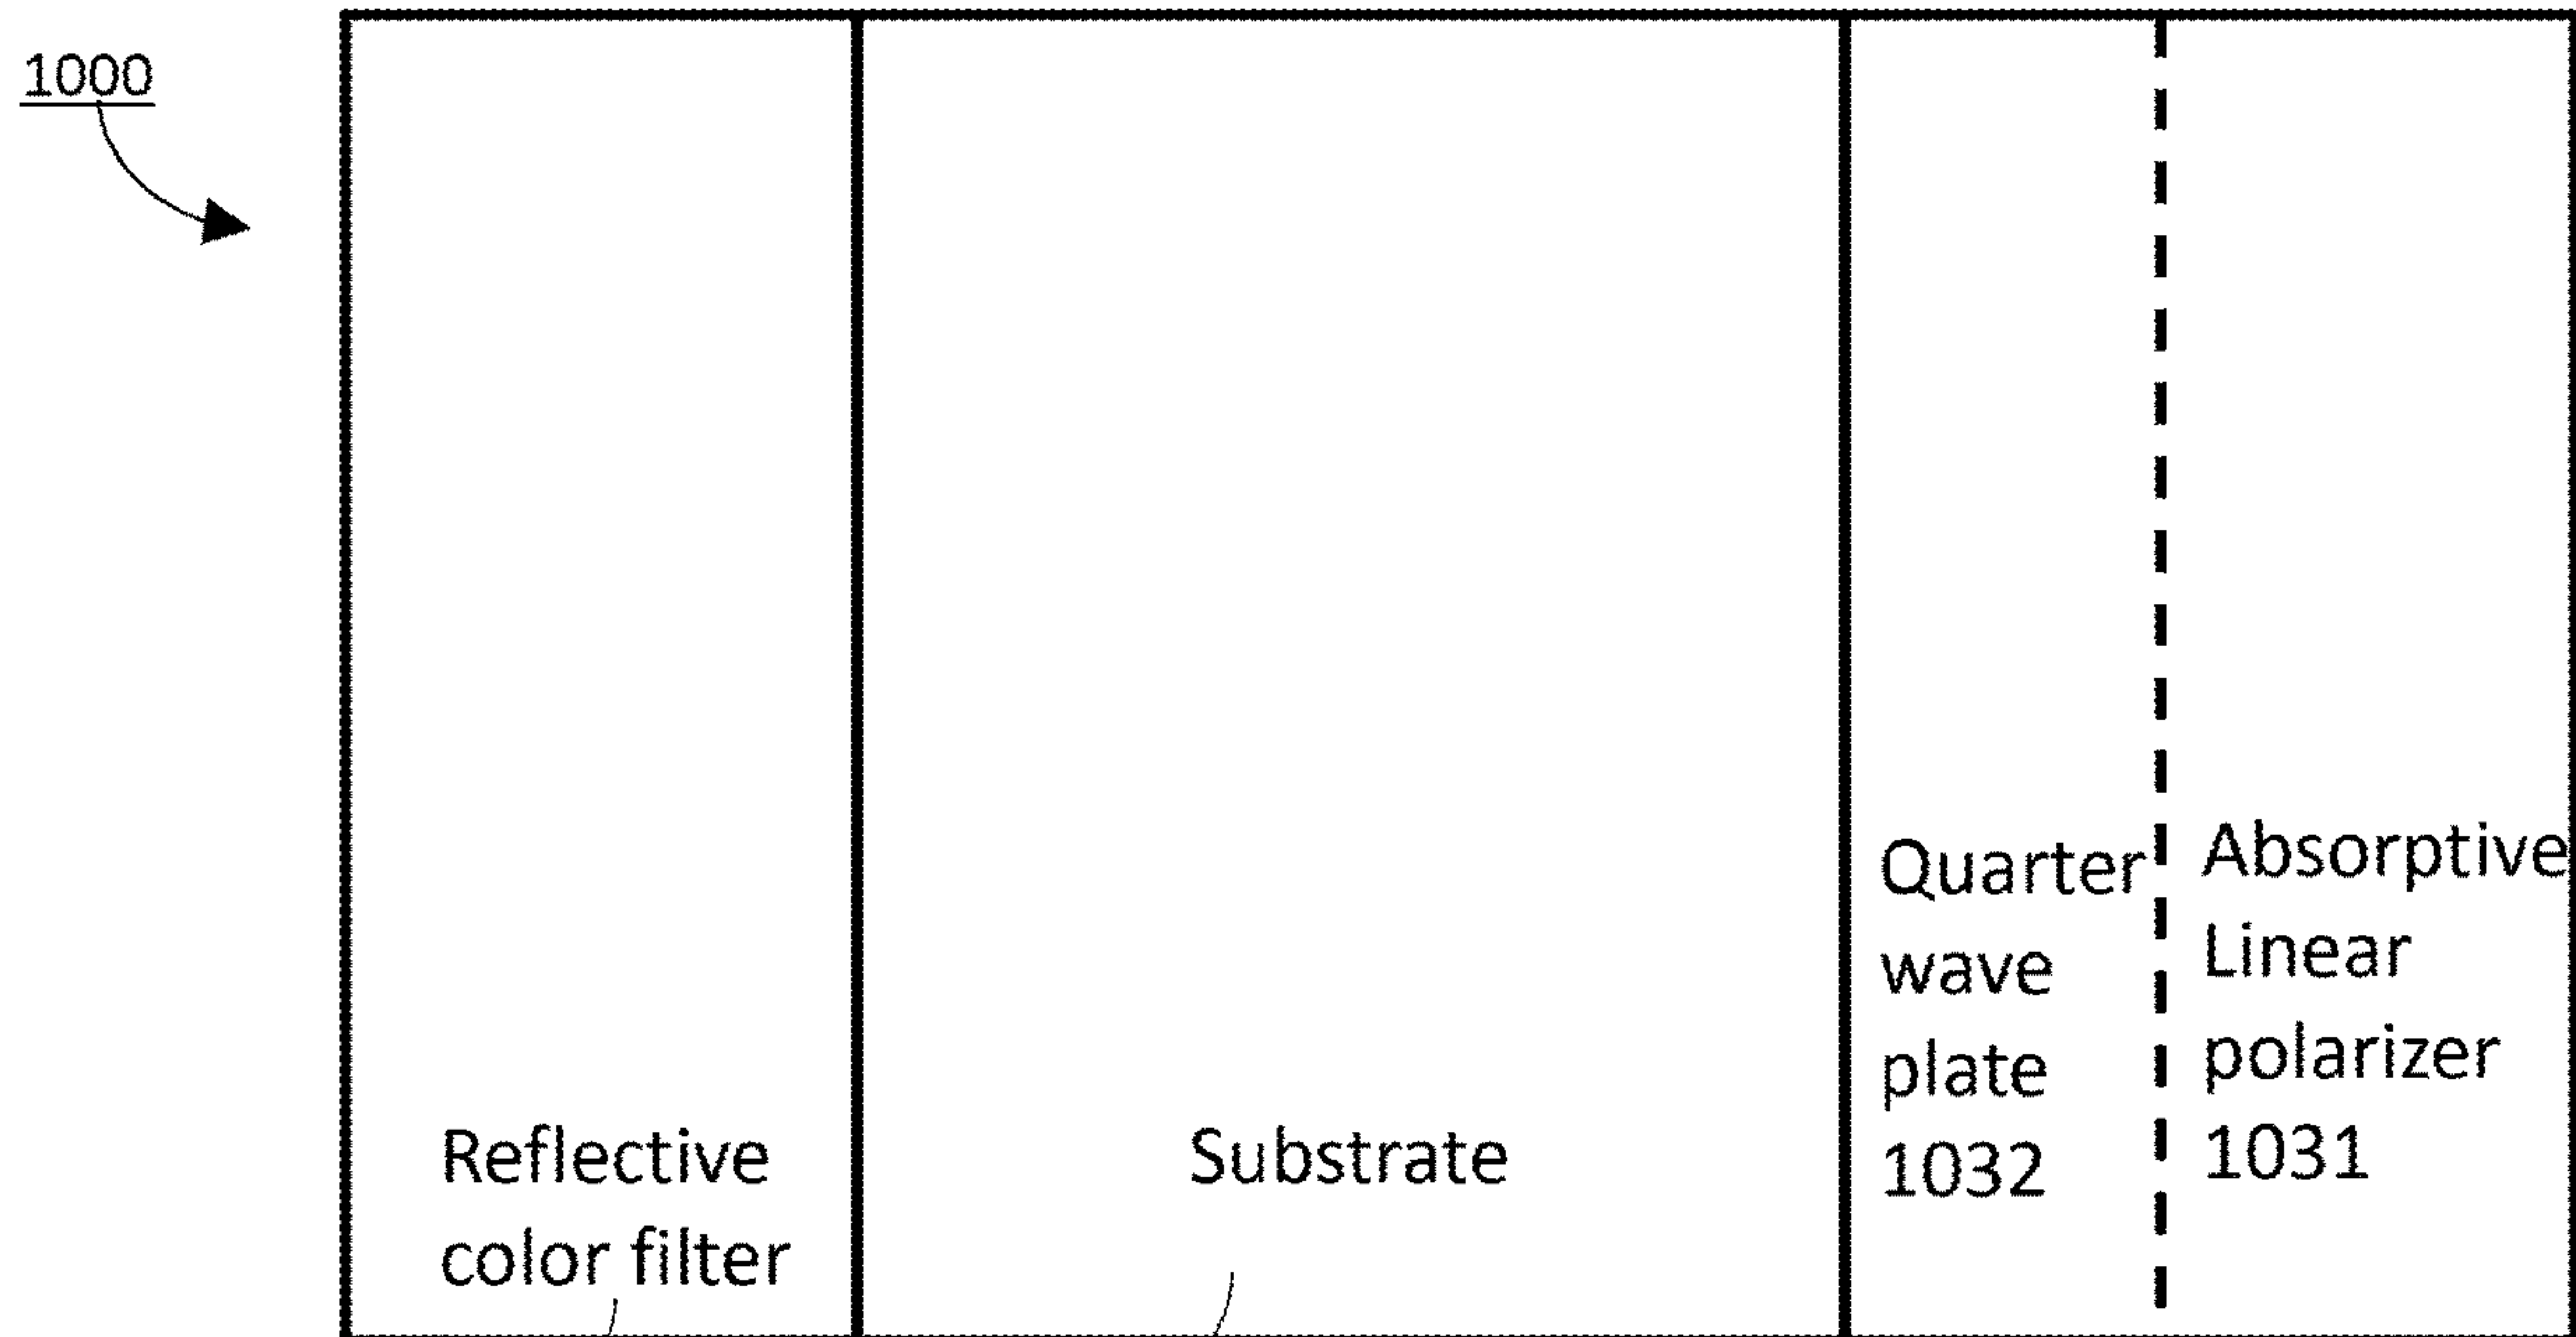 1000
Reflective
color filter
Substrate
Quarter
wave
plate
1032
Absorptive
Linear
polarizer
1031